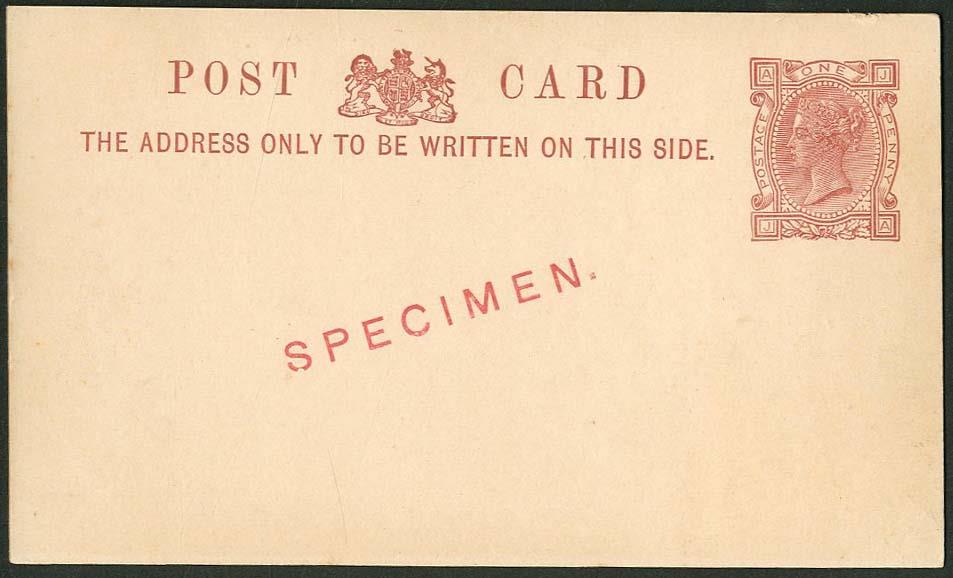 POST CARD
THE ADDRESS ONLY TO BE WRITTEN ON THIS SIDE.
A ONE J
POSTAGE
PENNY
J A
SPECIMEN.